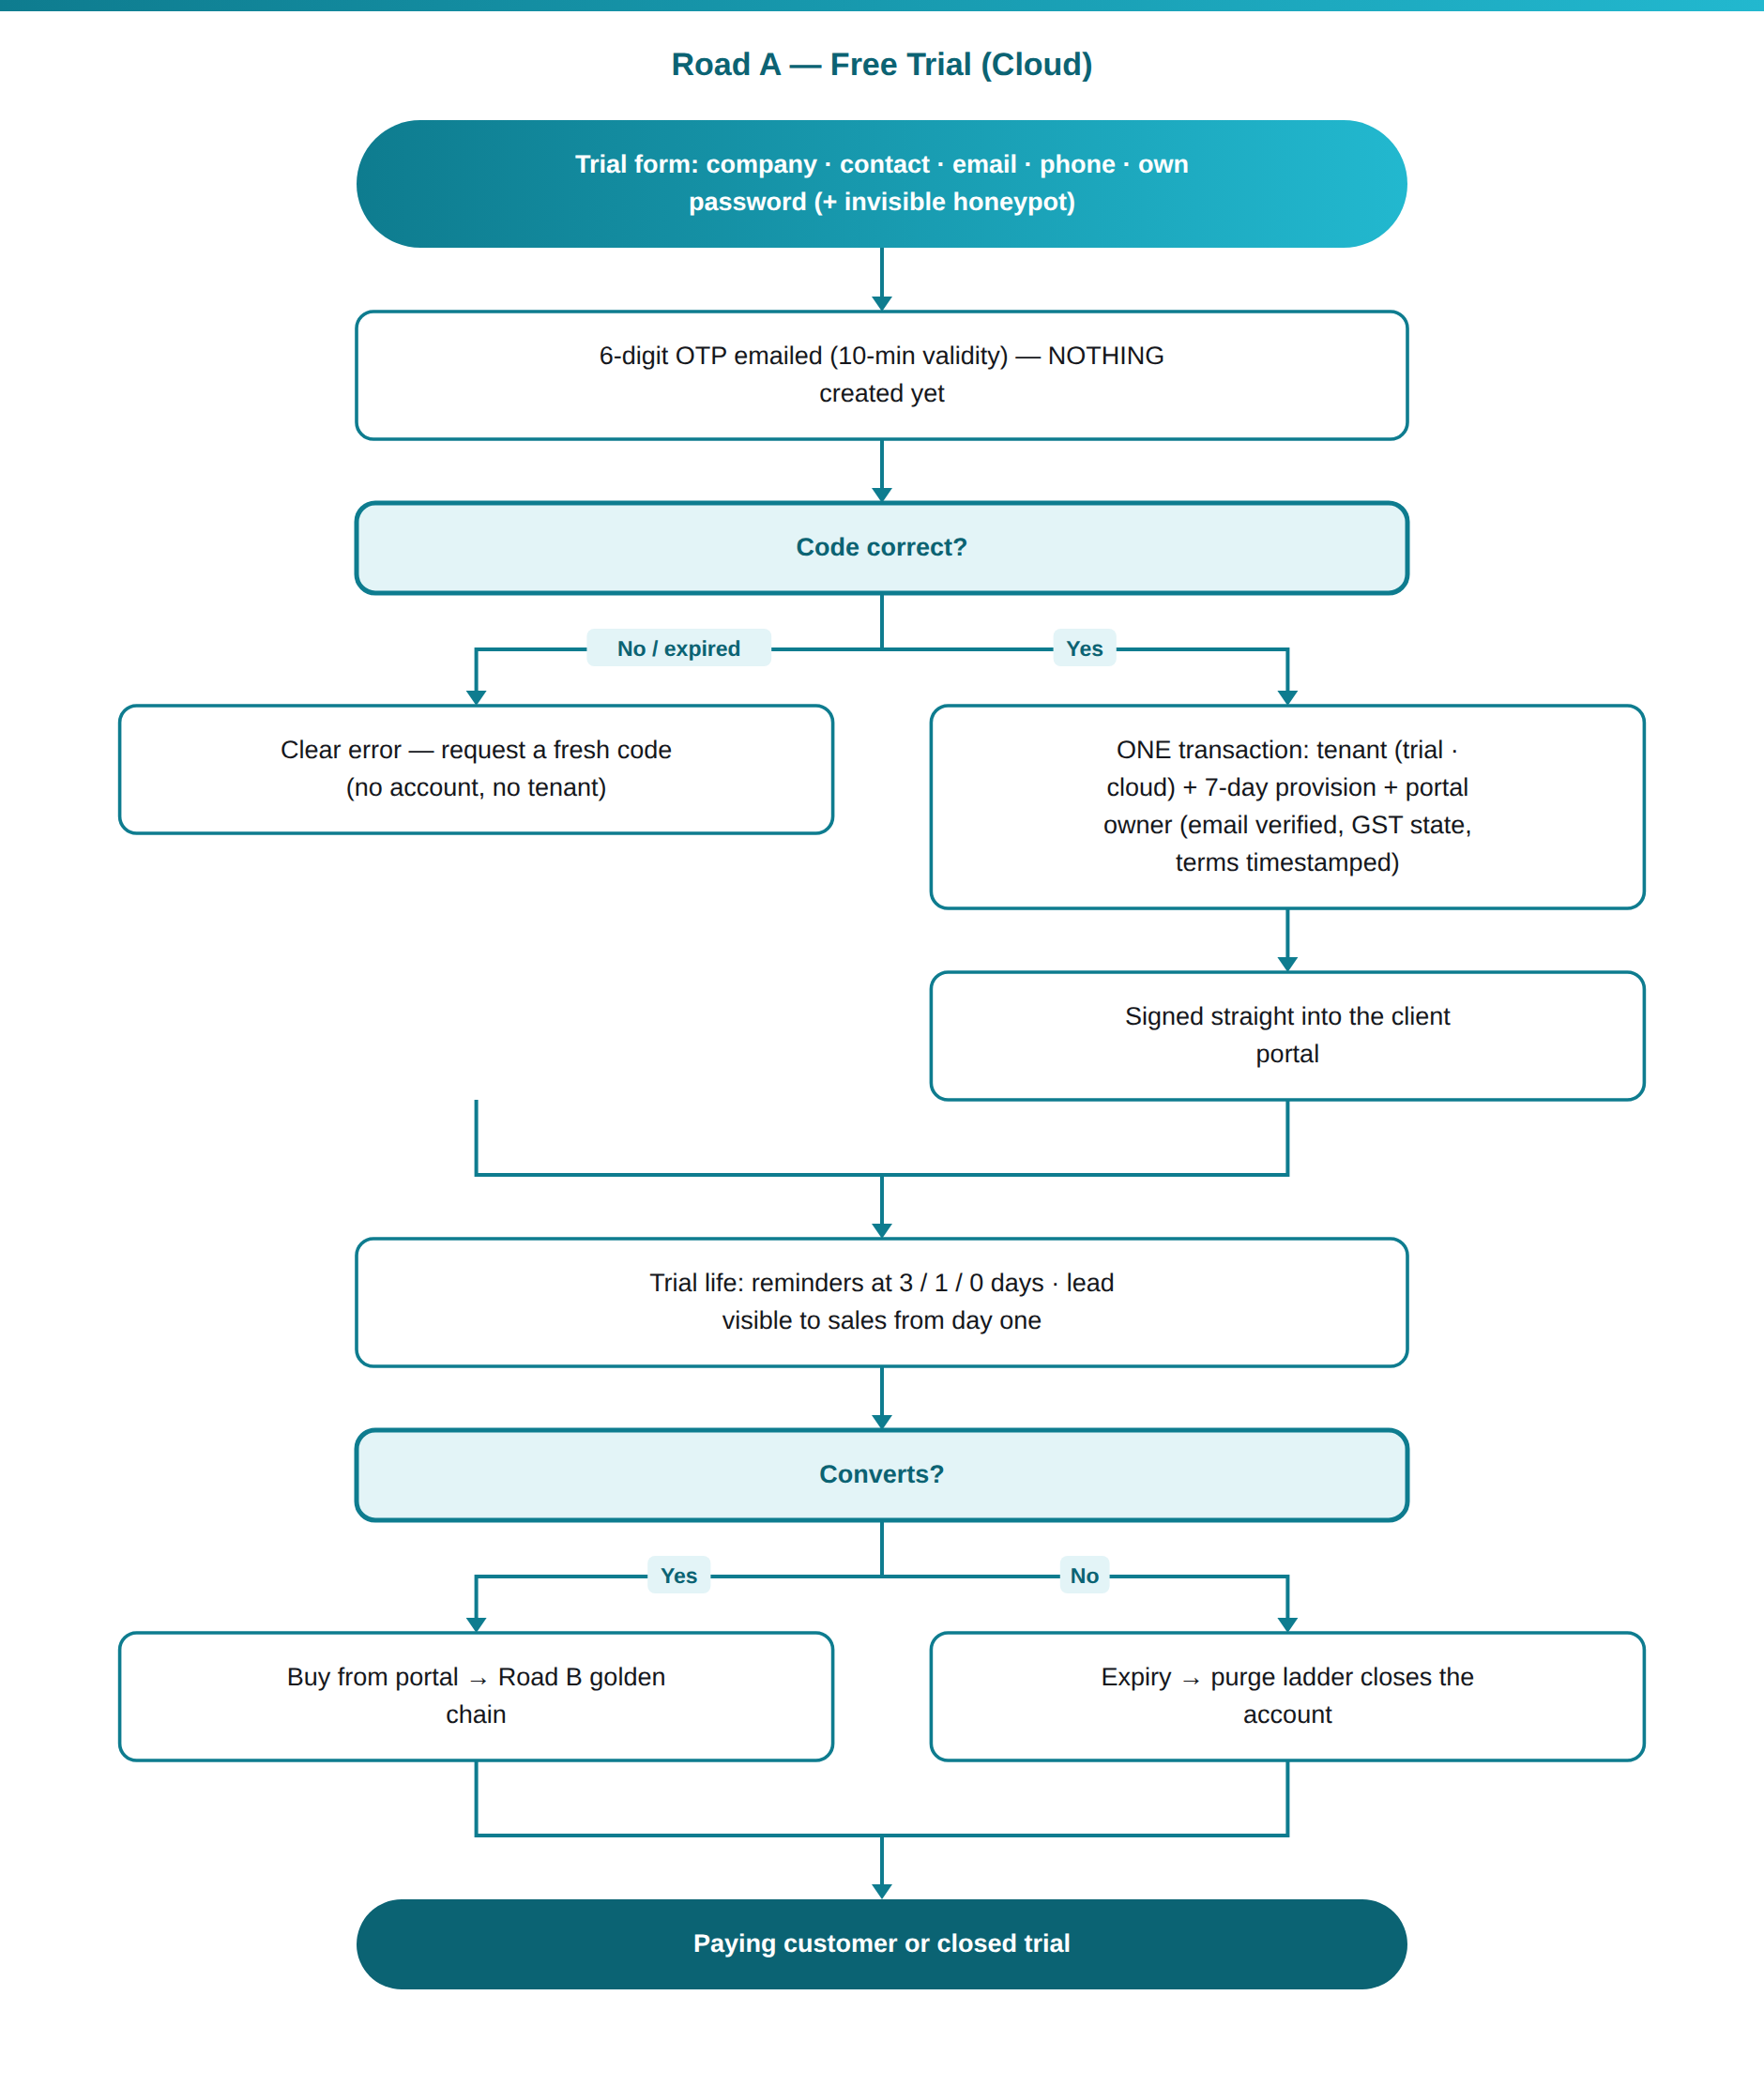 Road A — Free Trial (Cloud)
Trial form: company · contact · email · phone · own
password (+ invisible honeypot)
6-digit OTP emailed (10-min validity) — NOTHING
created yet
Code correct?
No / expired
Yes
Clear error — request a fresh code
(no account, no tenant)
ONE transaction: tenant (trial ·
cloud) + 7-day provision + portal
owner (email verified, GST state,
terms timestamped)
Signed straight into the client
portal
Trial life: reminders at 3 / 1 / 0 days · lead
visible to sales from day one
Converts?
Yes
No
Buy from portal → Road B golden
chain
Expiry → purge ladder closes the
account
Paying customer or closed trial